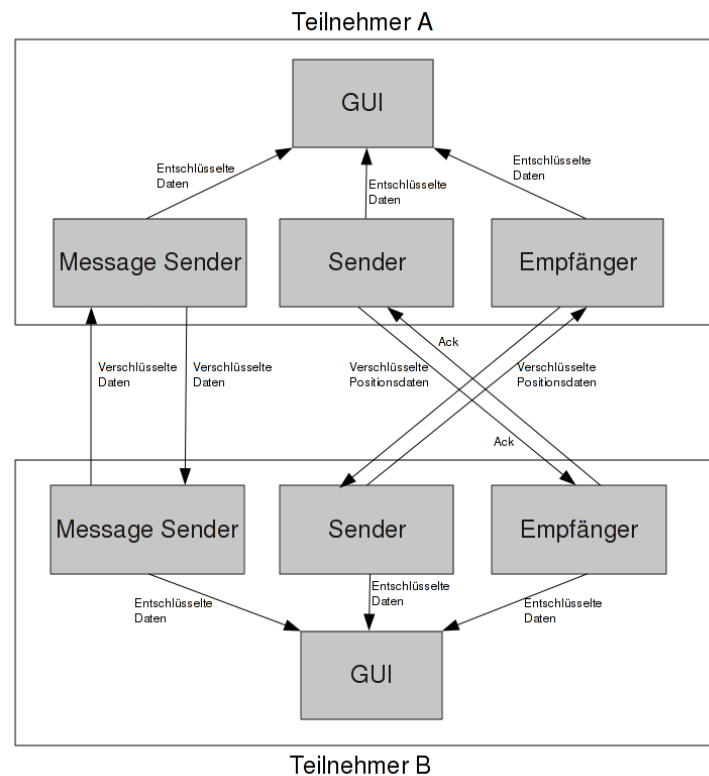 Teilnehmer A
GUI
Entschlüsselte
Daten
Entschlüsselte
Daten
Entschlüsselte
Daten
Message Sender
Sender
Empfänger
Verschlüsselte
Daten
Verschlüsselte
Daten
Verschlüsselte
Positionsdaten
Ack
Verschlüsselte
Positionsdaten
Ack
Message Sender
Sender
Empfänger
Entschlüsselte
Daten
Entschlüsselte
Daten
Entschlüsselte
Daten
GUI
Teilnehmer B